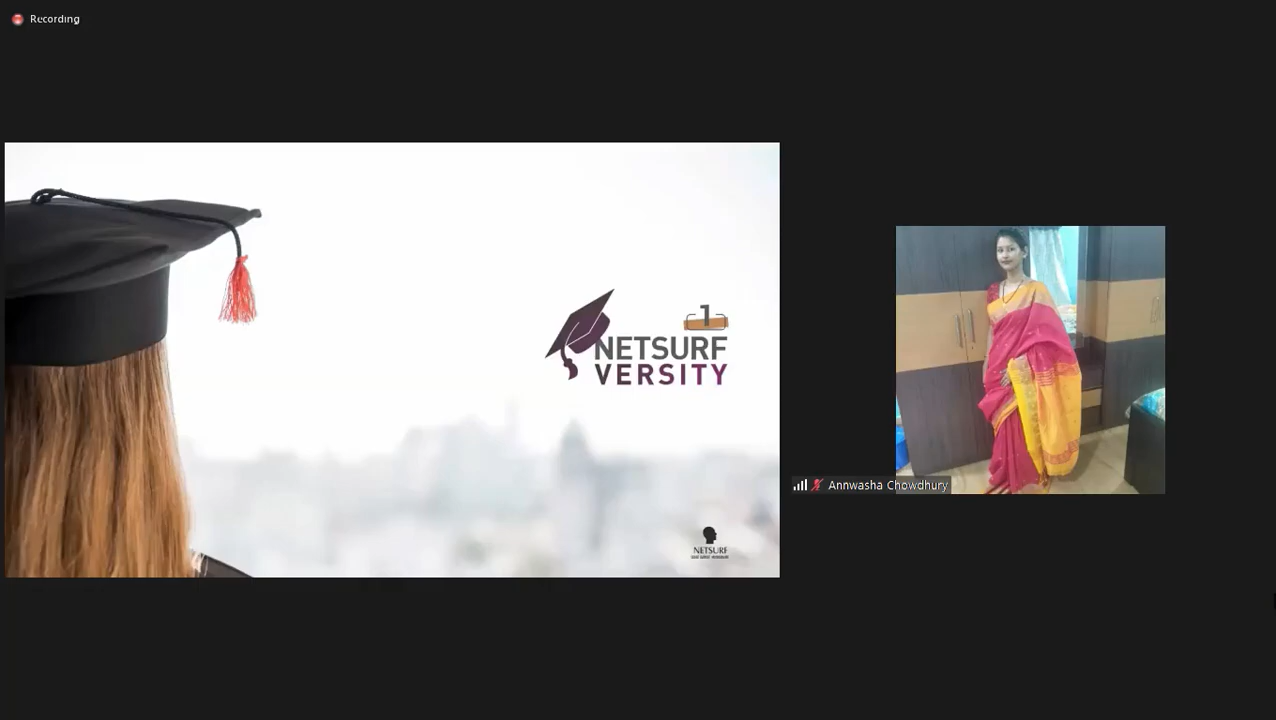 Recording
1
NETSURF
VERSITY
NETSURF
Annwasha Chowdhury